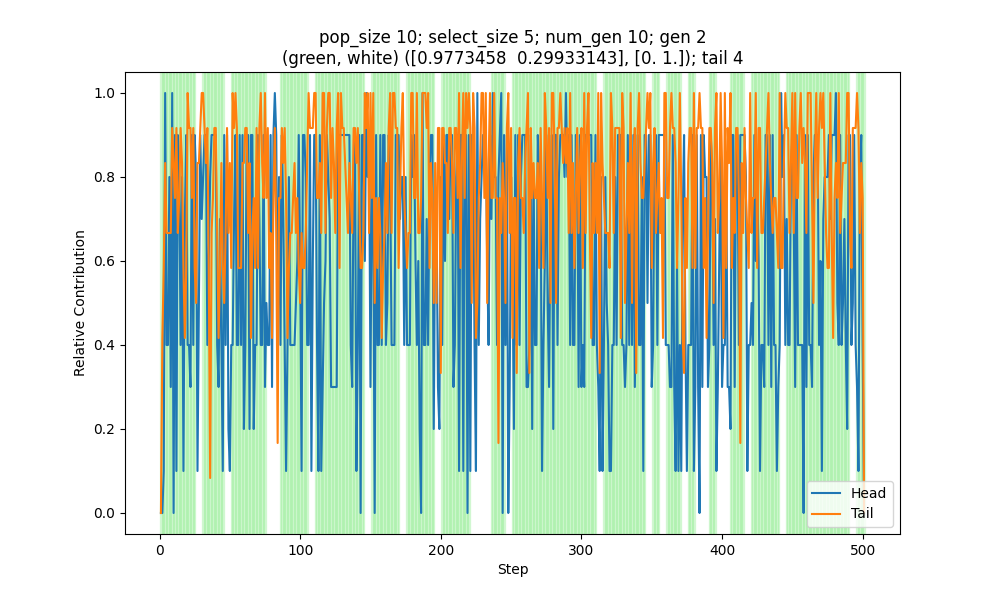 pop_size 10; select_size 5; num_gen 10; gen 2
(green, white) ([0.9773458  0.29933143], [0. 1.]); tail 4
Relative Contribution
1.0
0.8
0.6
0.4
0.2
0.0
Head
Tail
0 100 200 300 400 500
Step